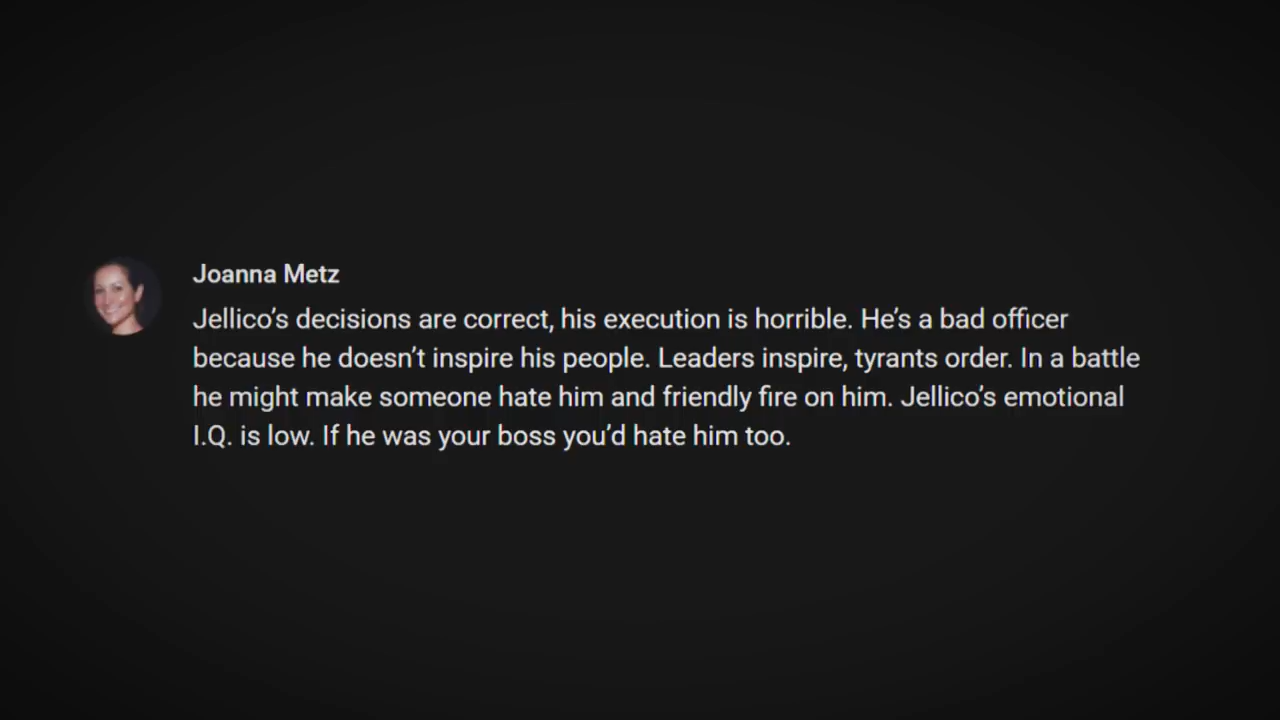 Joanna Metz
Jellico’s decisions are correct, his execution is horrible. He’s a bad officer
because he doesn’t inspire his people. Leaders inspire, tyrants order. In a battle
he might make someone hate him and friendly fire on him. Jellico’s emotional
I.Q. is low. If he was your boss you’d hate him too.